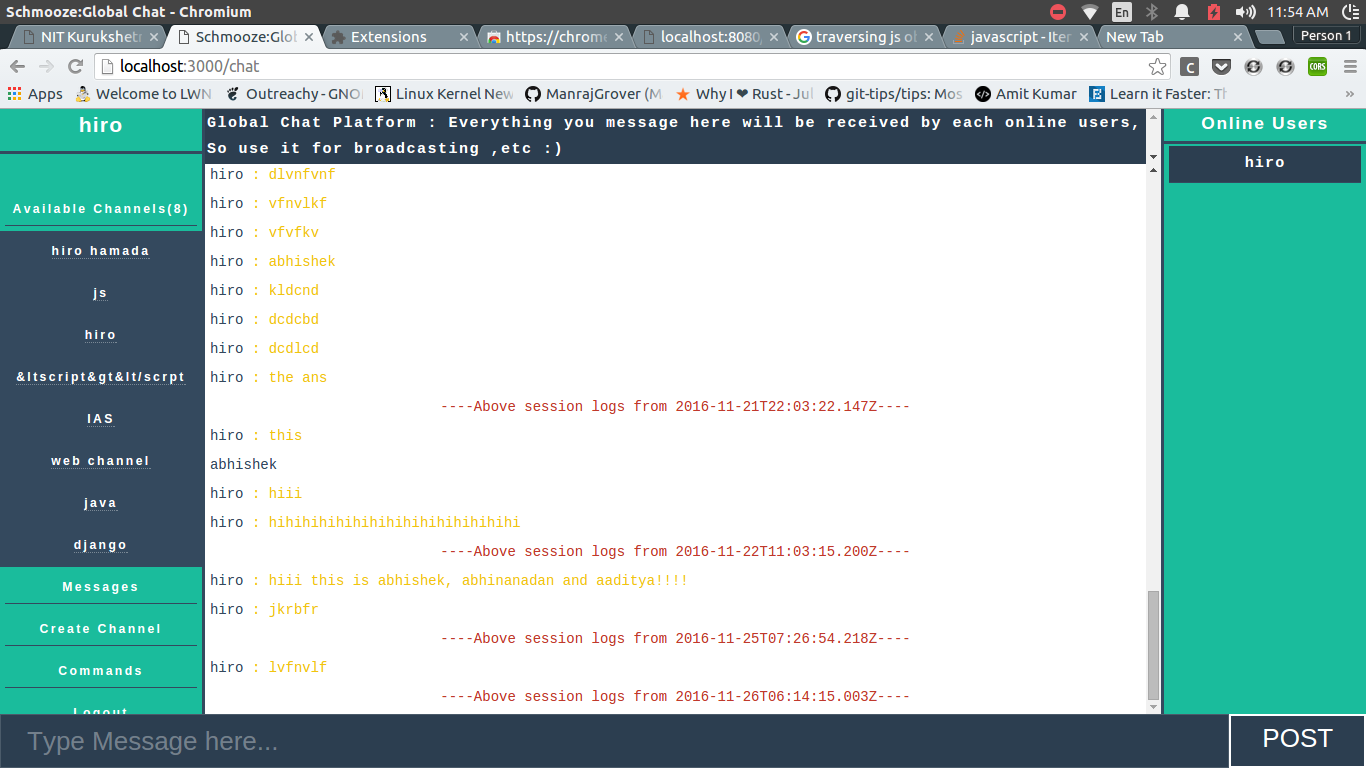 Schmooze:Global Chat - Chromium
En
11:54 AM
NIT Kurukshet
Schmooze:Glo
Extensions
https://chrom
localhost:8080
traversing js o
javascript - Iter
New Tab
Person 1
localhost:3000/chat
C
CORS
Apps
Welcome to LWN
Outreachy - GNO
Linux Kernel New
ManrajGrover (M
Why I ❤ Rust - Jul
git-tips/tips: Mos
Amit Kumar
Learn it Faster: Th
»
hiro
Available Channels(8)
hiro hamada
js
hiro
&ltscript&gt&lt/scrpt
IAS
web channel
java
django
Messages
Create Channel
Commands
Logout
Global Chat Platform : Everything you message here will be received by each online users,
So use it for broadcasting ,etc :)
hiro : dlvnfvnf
hiro : vfnvlkf
hiro : vfvfkv
hiro : abhishek
hiro : kldcnd
hiro : dcdcbd
hiro : dcdlcd
hiro : the ans
----Above session logs from 2016-11-21T22:03:22.147Z----
hiro : this
abhishek
hiro : hiii
hiro : hihihihihihihihihihihihihihihi
----Above session logs from 2016-11-22T11:03:15.200Z----
hiro : hiii this is abhishek, abhinanadan and aaditya!!!!
hiro : jkrbfr
----Above session logs from 2016-11-25T07:26:54.218Z----
hiro : lvfnvlf
----Above session logs from 2016-11-26T06:14:15.003Z----
Online Users
hiro
Type Message here...
POST